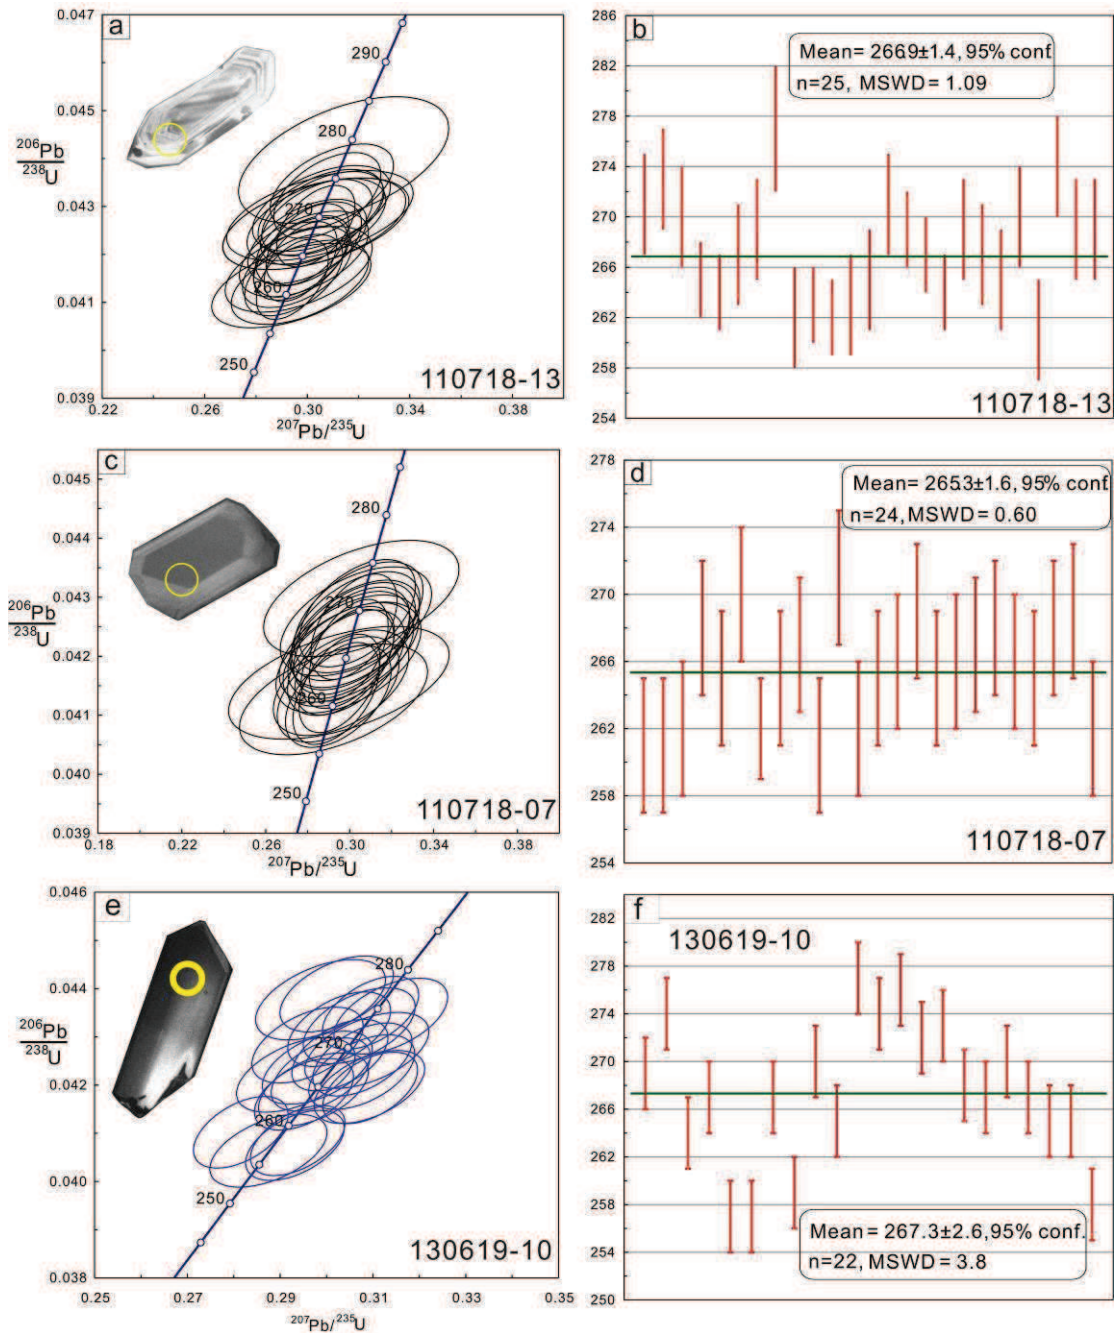 a
0.047
0.045
0.043
0.041
0.039
290
280
270
260
250
206Pb
238U
110718-13
0.22 0.26 0.30 0.34 0.38
207Pb/235U
b
286
282
278
274
270
266
262
258
254
Mean= 266.9±1.4, 95% conf
n=25, MSWD = 1.09
110718-13
c
0.045
0.044
0.043
0.042
0.041
0.040
0.039
280
270
260
250
206Pb
238U
110718-07
0.18 0.22 0.26 0.30 0.34 0.38
207Pb/235U
d
278
274
270
266
262
258
254
Mean= 265.3±1.6, 95% conf
n=24, MSWD = 0.60
110718-07
e
0.046
0.044
0.042
0.040
0.038
280
270
260
250
206Pb
238U
130619-10
0.25 0.27 0.29 0.31 0.33 0.35
207Pb/235U
f
282
278
274
270
266
262
258
254
250
130619-10
Mean= 267.3±2.6, 95% conf.
n=22, MSWD = 3.8